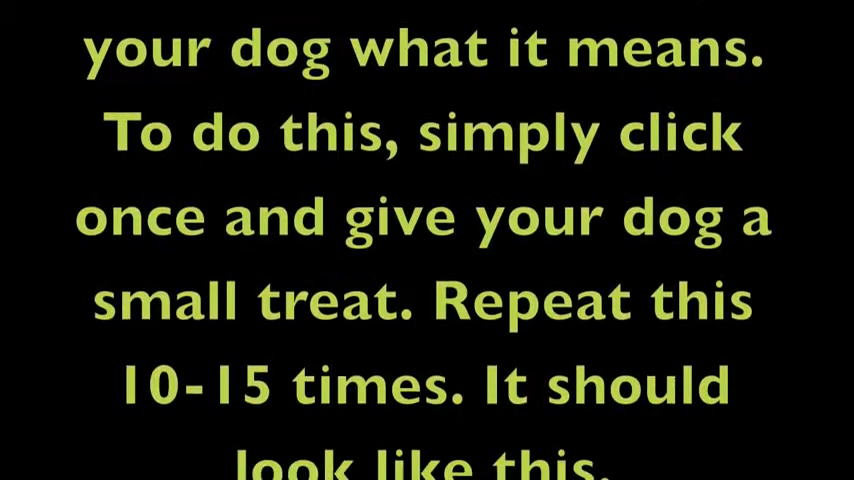 your dog what it means.
To do this, simply click
once and give your dog a
small treat. Repeat this
10-15 times. It should
look like this.